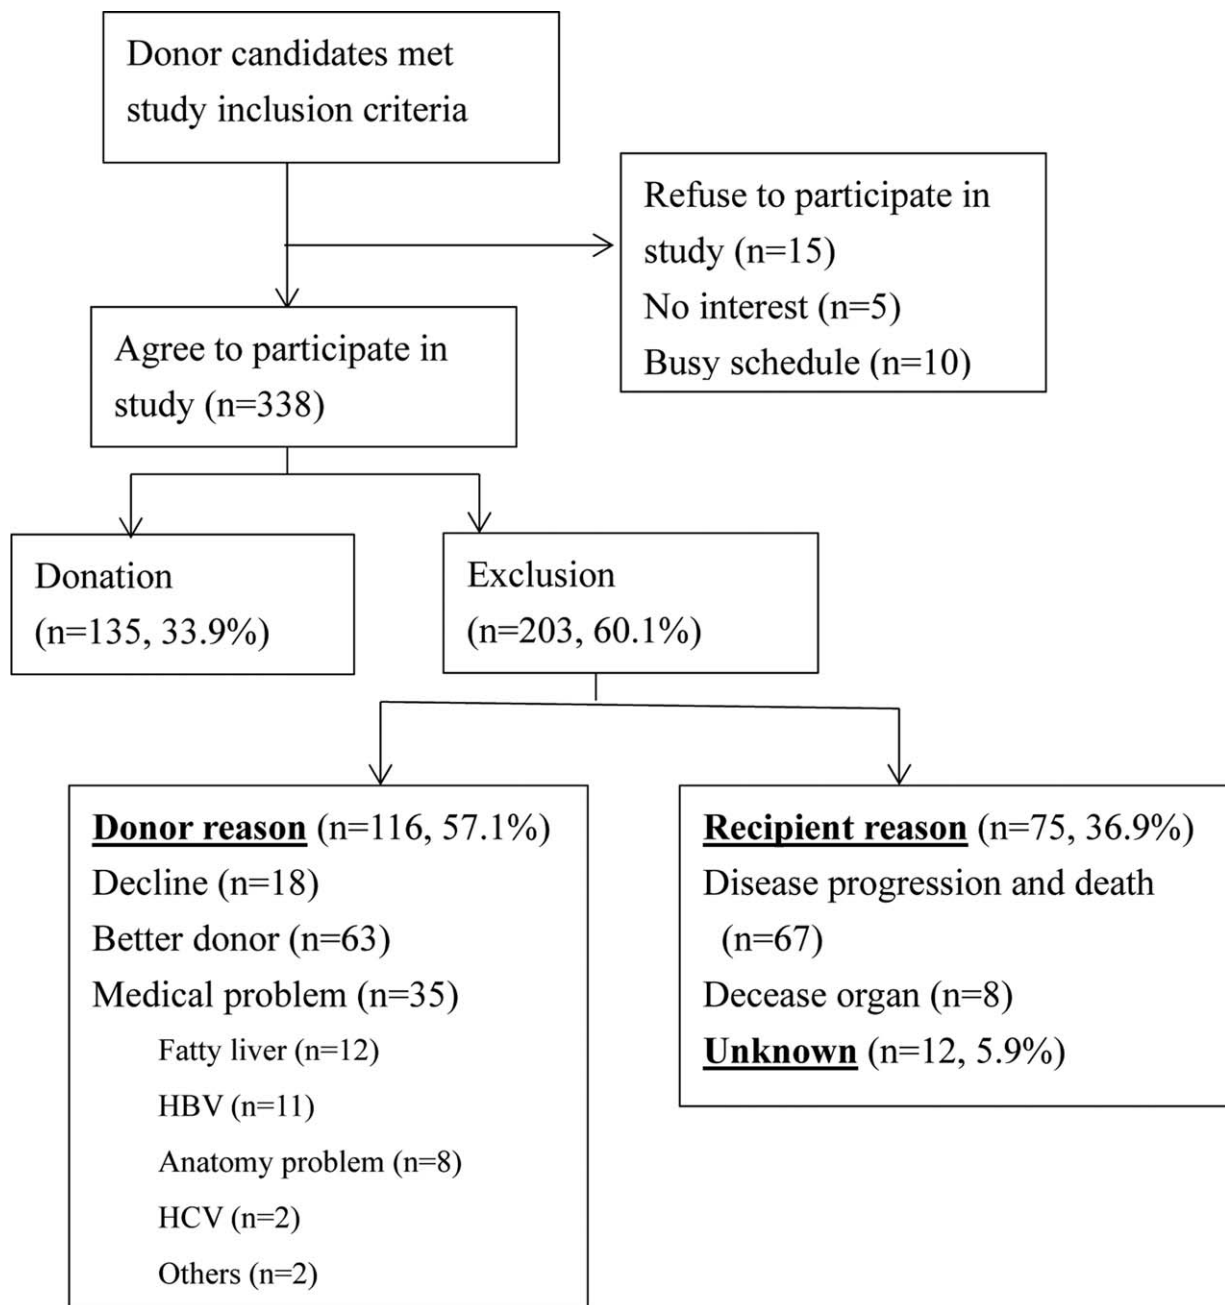 Donor candidates met
study inclusion criteria
Refuse to participate in
study (n=15)
No interest (n=5)
Busy schedule (n=10)
Agree to participate in
study (n=338)
Donation
(n=135, 33.9%)
Exclusion
(n=203, 60.1%)
Donor reason (n=116, 57.1%)
Decline (n=18)
Better donor (n=63)
Medical problem (n=35)
Fatty liver (n=12)
HBV (n=11)
Anatomy problem (n=8)
HCV (n=2)
Others (n=2)
Recipient reason (n=75, 36.9%)
Disease progression and death
(n=67)
Decease organ (n=8)
Unknown (n=12, 5.9%)